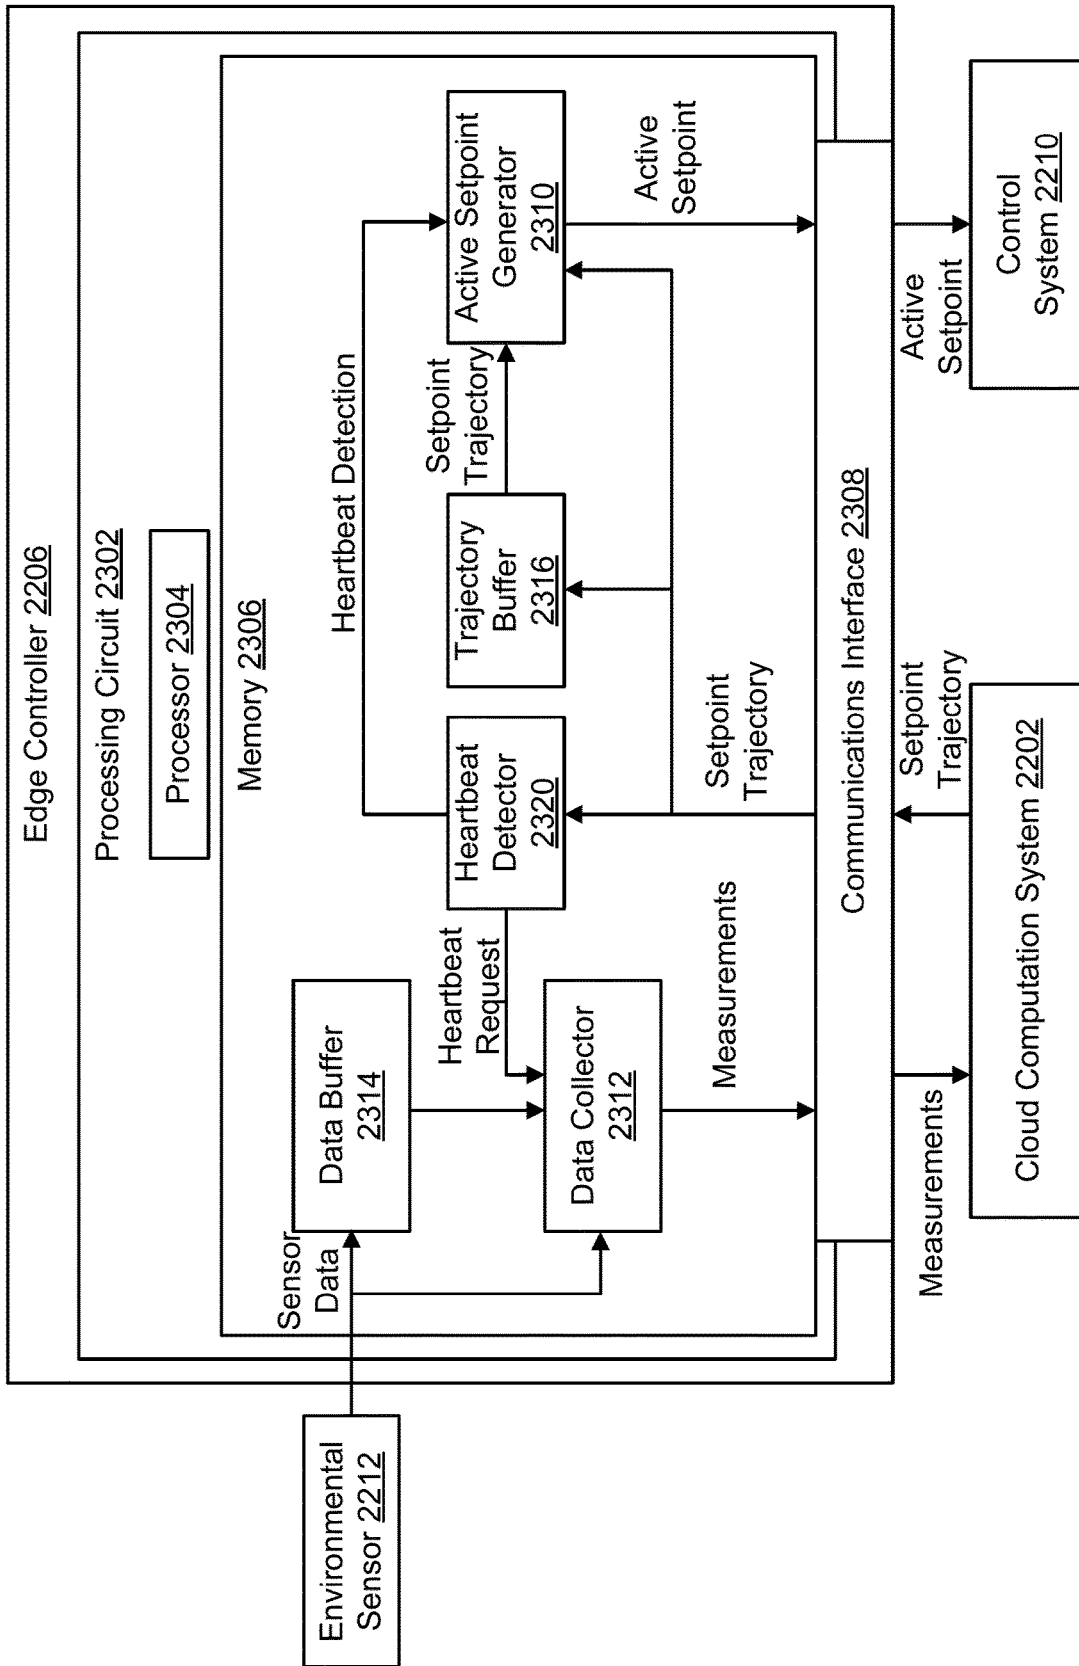 Edge Controller 2206
Processing Circuit 2302
Processor 2304
Memory 2306
Environmental
Sensor 2212
Sensor
Data
Data Buffer
2314
Heartbeat
Request
Data Collector
2312
Measurements
Heartbeat
Detector
2320
Heartbeat Detection
Trajectory
Buffer
2316
Setpoint
Trajectory
Active Setpoint
Generator
2310
Setpoint
Trajectory
Active
Setpoint
Communications Interface 2308
Measurements
Setpoint
Trajectory
Active
Setpoint
Cloud Computation System 2202
Control
System 2210